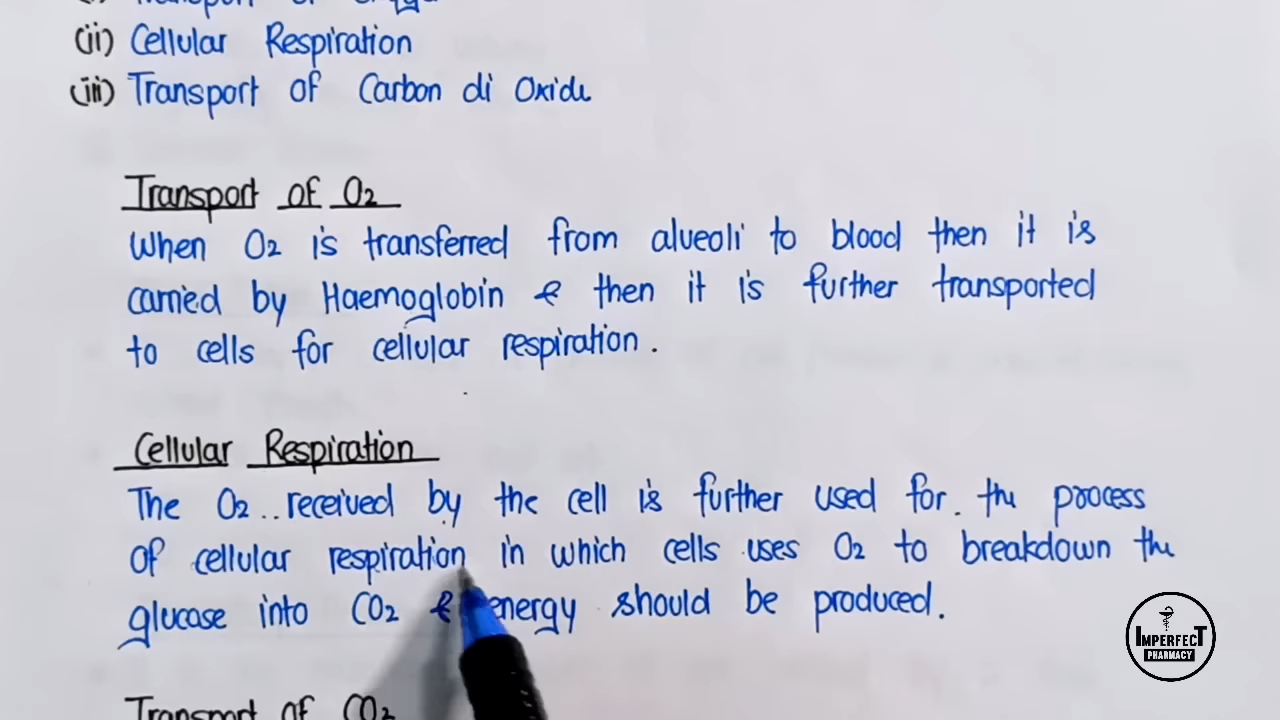 (ii) Cellular Respiration
(iii) Transport of Carbon di Oxide
Transport of O2
When O2 is transferred from alveoli to blood then it is
carried by Haemoglobin & then it is further transported
to cells for cellular respiration.
Cellular Respiration
The O2 .. received by the cell is further used for. the process
Of cellular respiration in which cells uses O2 to breakdown the
glucose into CO2 & energy should be produced.
IMPERFECT
PHARMACY
Transport of CO2